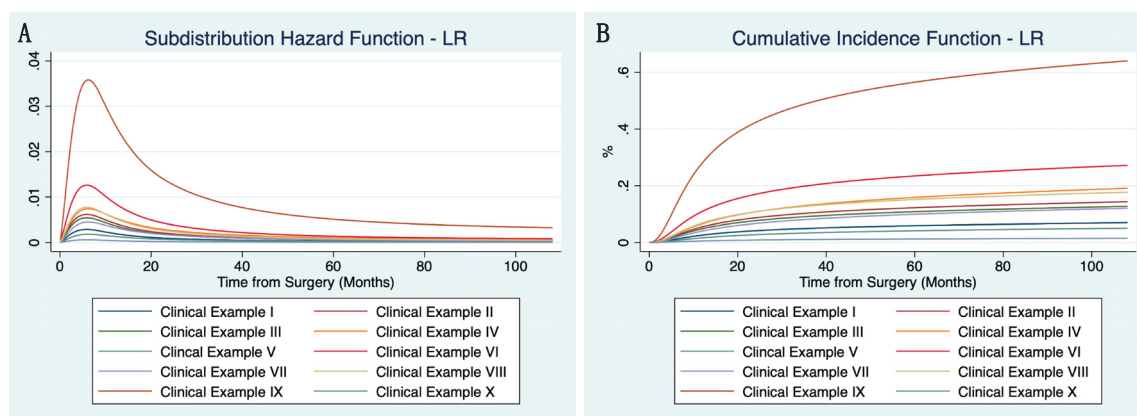 A
Subdistribution Hazard Function - LR
.04
.03
.02
.01
0
0 20 40 60 80 100
Time from Surgery (Months)
Clinical Example I Clinical Example II
Clinical Example III Clinical Example IV
Clincal Example V Clinical Example VI
Clinical Example VII Clinical Example VIII
Clinical Example IX Clinical Example X
B
Cumulative Incidence Function - LR
%
.6
.4
.2
0
0 20 40 60 80 100
Time from Surgery (Months)
Clinical Example I Clinical Example II
Clinical Example III Clinical Example IV
Clincal Example V Clinical Example VI
Clinical Example VII Clinical Example VIII
Clinical Example IX Clinical Example X